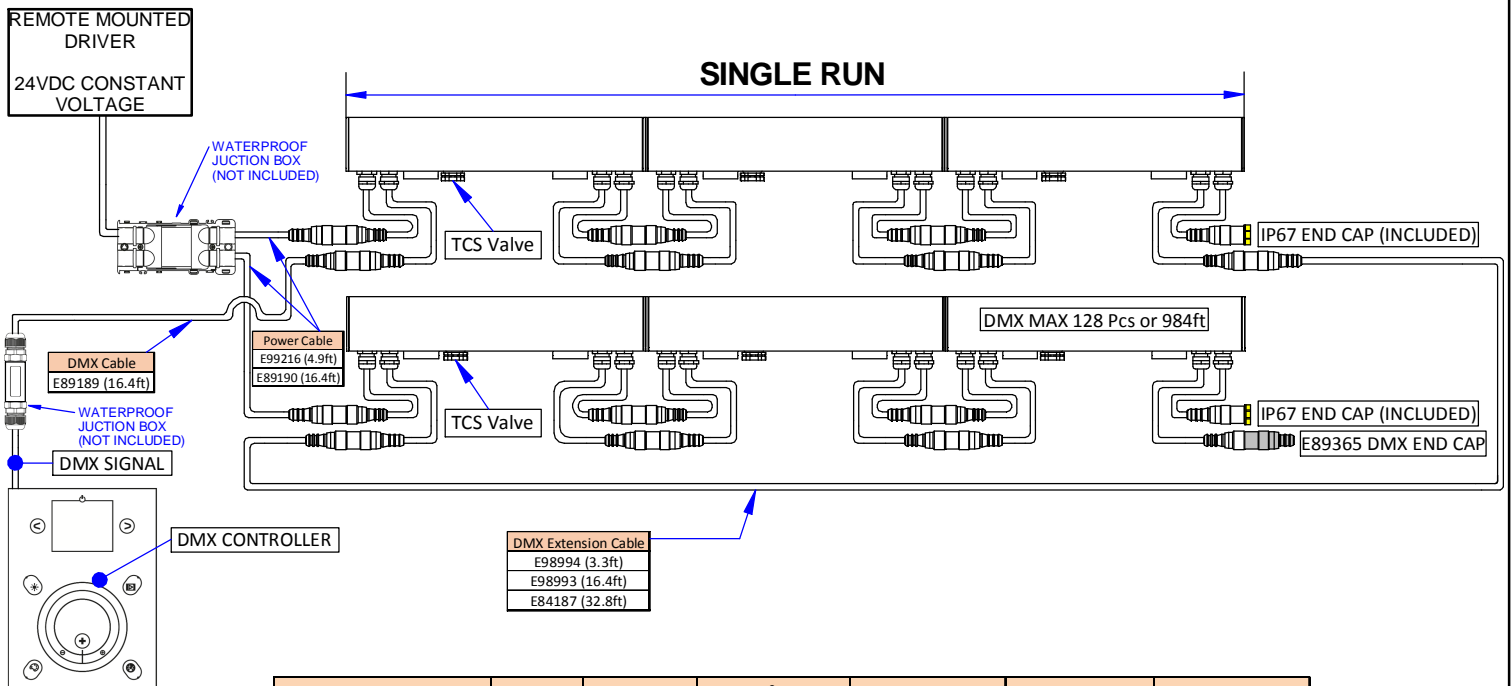 REMOTE MOUNTED
DRIVER
24VDC CONSTANT
VOLTAGE
SINGLE RUN
WATERPROOF
JUCTION BOX
(NOT INCLUDED)
TCS Valve
IP67 END CAP (INCLUDED)
DMX MAX 128 Pcs or 984ft
Power Cable
E99216 (4.9ft)
E89190 (16.4ft)
DMX Cable
E89189 (16.4ft)
WATERPROOF
JUCTION BOX
(NOT INCLUDED)
TCS Valve
IP67 END CAP (INCLUDED)
E89365 DMX END CAP
DMX SIGNAL
DMX CONTROLLER
DMX Extension Cable
E98994 (3.3ft)
E98993 (16.4ft)
E84187 (32.8ft)